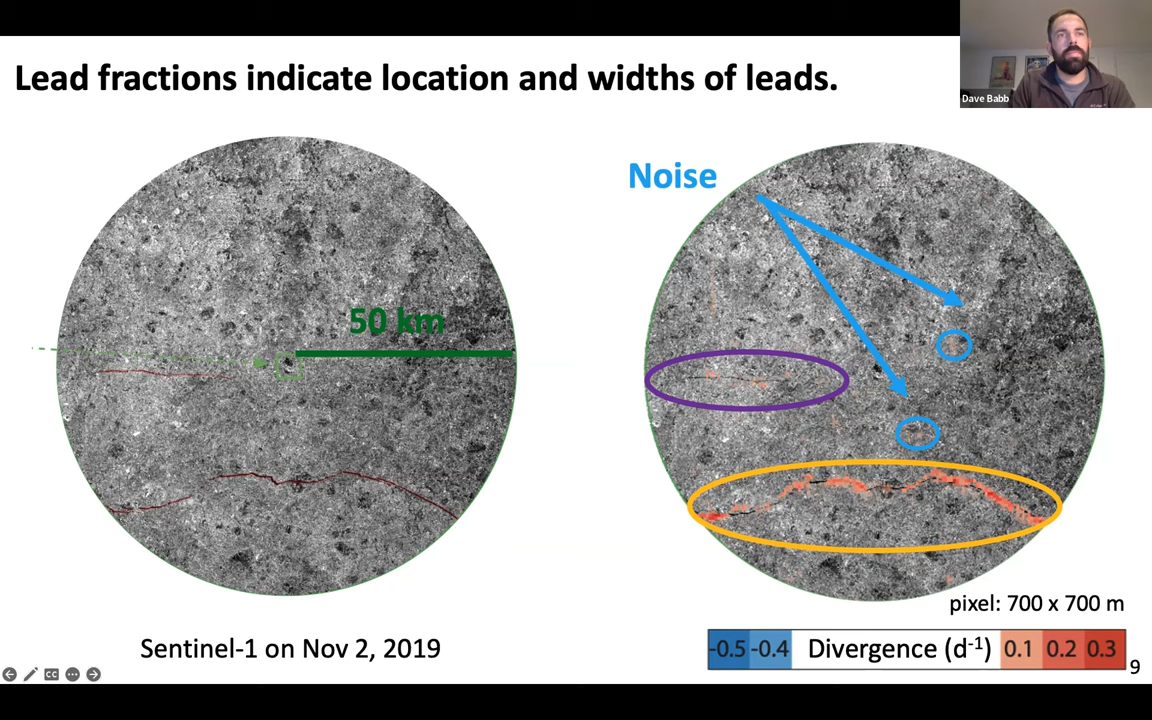 Lead fractions indicate location and widths of leads.
Dave Babb
Noise
50 km
pixel: 700 x 700 m
Sentinel-1 on Nov 2, 2019
-0.5 -0.4 Divergence (d-1) 0.1 0.2 0.3
9
CC